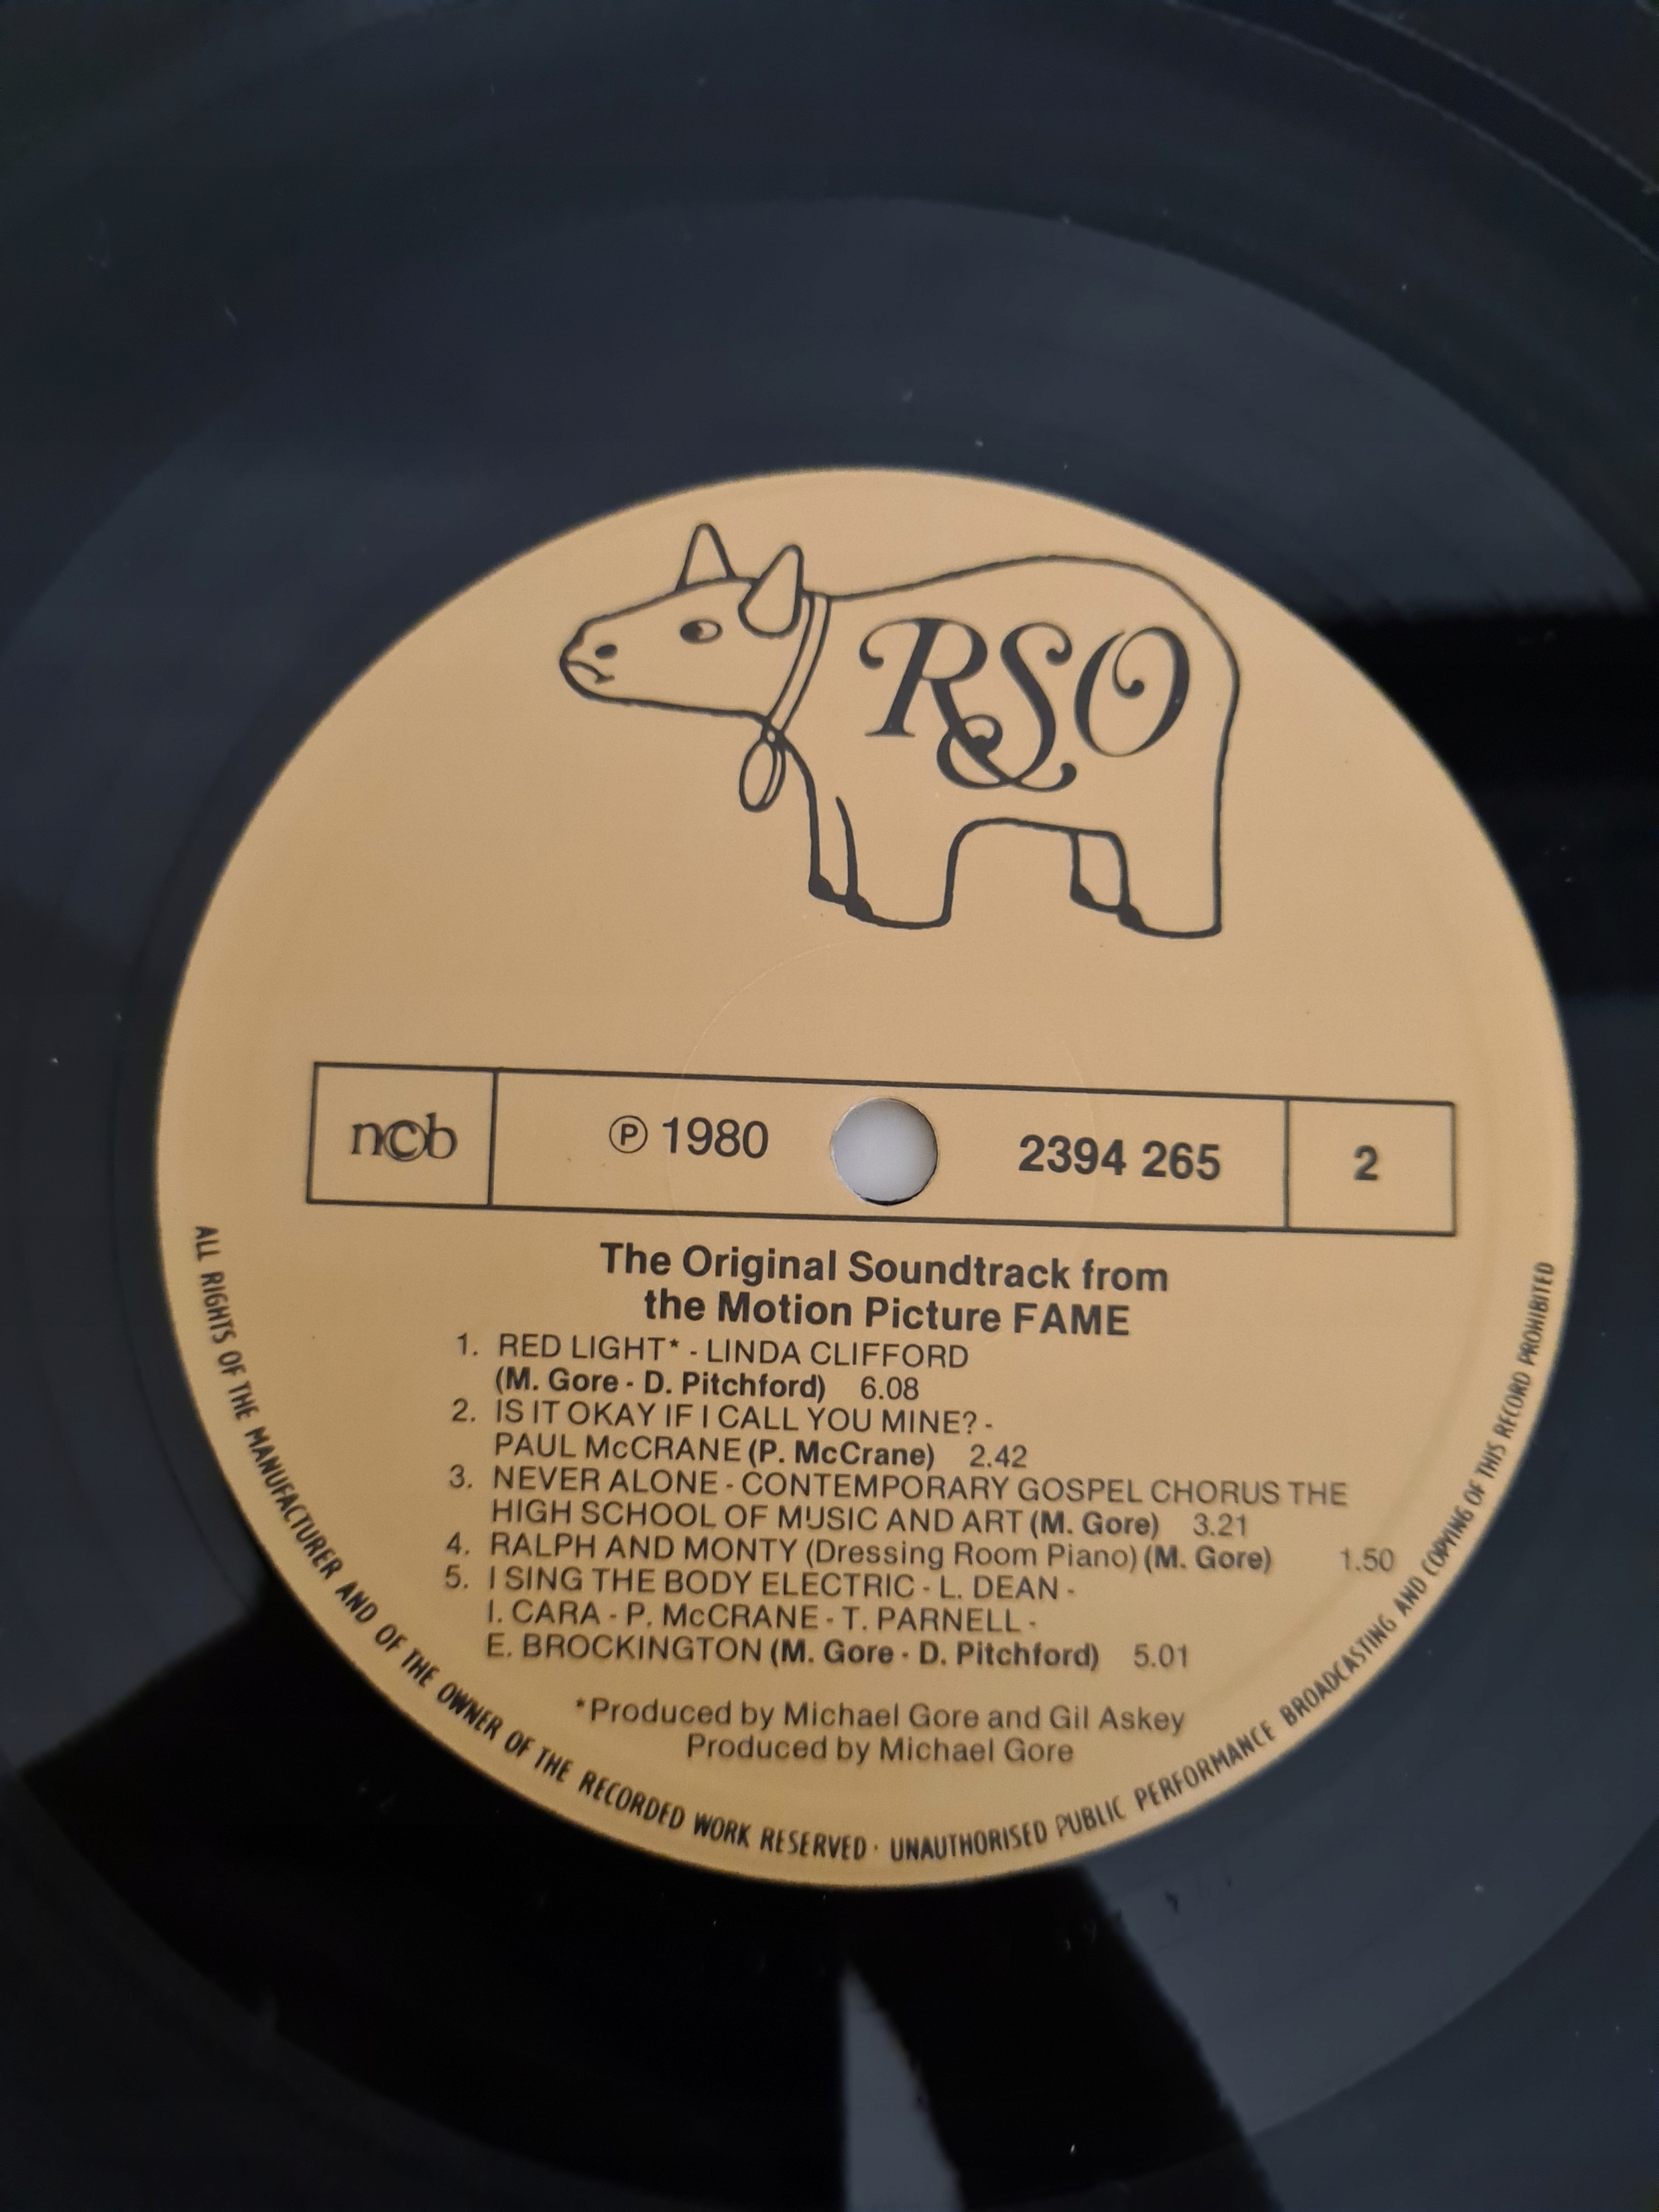 RSO
ncb
℗ 1980
2394 265
2
The Original Soundtrack from
the Motion Picture FAME
1. RED LIGHT* - LINDA CLIFFORD
(M. Gore - D. Pitchford) 6.08
2. IS IT OKAY IF I CALL YOU MINE? -
PAUL McCRANE (P. McCrane) 2.42
3. NEVER ALONE - CONTEMPORARY GOSPEL CHORUS THE
HIGH SCHOOL OF MUSIC AND ART (M. Gore) 3.21
4. RALPH AND MONTY (Dressing Room Piano) (M. Gore) 1.50
5. I SING THE BODY ELECTRIC - L. DEAN -
I. CARA - P. McCRANE - T. PARNELL -
E. BROCKINGTON (M. Gore - D. Pitchford) 5.01
*Produced by Michael Gore and Gil Askey
Produced by Michael Gore
ALL RIGHTS OF THE MANUFACTURER AND OF THE OWNER OF THE RECORDED WORK RESERVED · UNAUTHORISED PUBLIC PERFORMANCE BROADCASTING AND COPYING OF THIS RECORD PROHIBITED